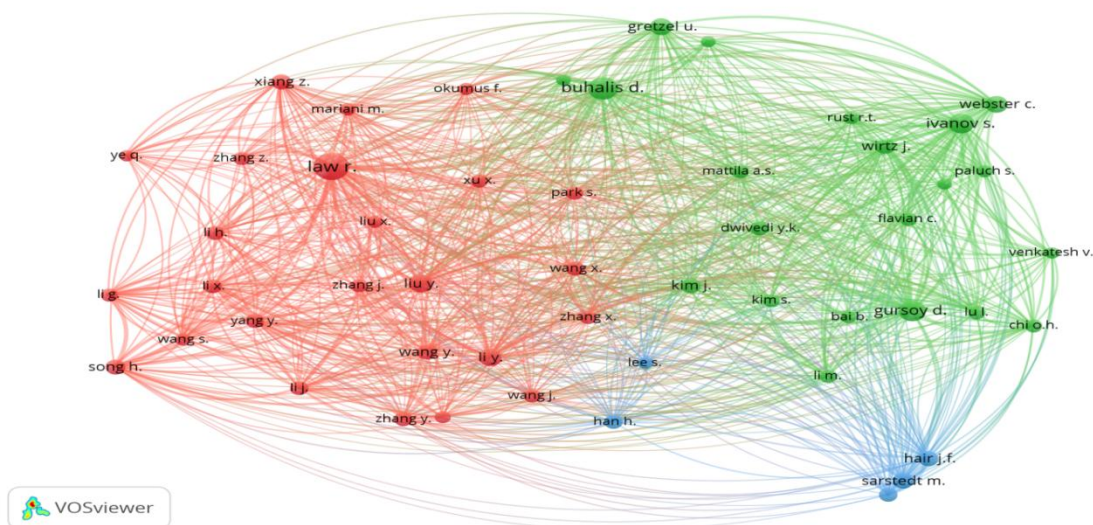 gretzel u.
xiang z.
okumus f.
buhalis d.
mariani m.
webster c.
rust r.t.
ivanov s.
ye q.
zhang z.
law r.
wirtz j.
xu x.
park s.
mattila a.s.
paluch s.
li h.
liu x.
dwivedi y.k.
flavian c.
venkatesh v.
wang x.
li g.
li x.
zhang j.
liu y.
kim j.
kim s.
yang y.
zhang x.
bai b.
gursoy d.
lu l.
chi o.h.
wang s.
wang y.
li y.
lee s.
song h.
li j.
wang j.
li m.
zhang y.
han h.
hair j.f.
sarstedt m.
VOSviewer